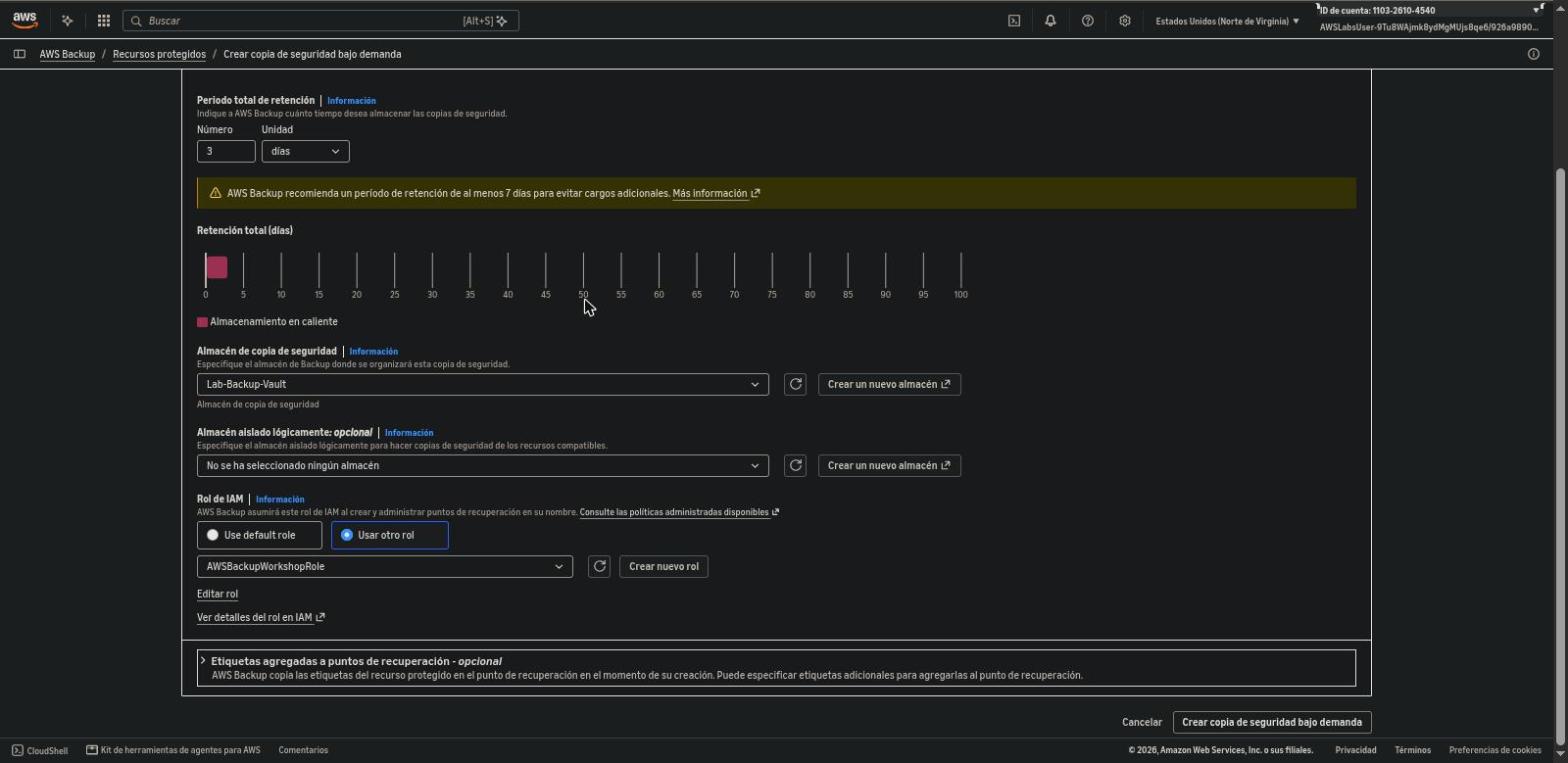 aws
Buscar [Alt+S]
Estados Unidos (Norte de Virginia)
ID de cuenta: 1103-2610-4540
AWSLabsUser-9Tu8WAjmk8ydMgMUjs8qe6/926a9890...
AWS Backup / Recursos protegidos / Crear copia de seguridad bajo demanda
Periodo total de retención | Información
Indique a AWS Backup cuánto tiempo desea almacenar las copias de seguridad.
Número Unidad
3 días
AWS Backup recomienda un período de retención de al menos 7 días para evitar cargos adicionales. Más información
Retención total (días)
0 5 10 15 20 25 30 35 40 45 50 55 60 65 70 75 80 85 90 95 100
Almacenamiento en caliente
Almacén de copia de seguridad | Información
Especifique el almacén de Backup donde se organizará esta copia de seguridad.
Lab-Backup-Vault Crear un nuevo almacén
Almacén de copia de seguridad
Almacén aislado lógicamente: opcional | Información
Especifique el almacén aislado lógicamente para hacer copias de seguridad de los recursos compatibles.
No se ha seleccionado ningún almacén Crear un nuevo almacén
Rol de IAM | Información
AWS Backup asumirá este rol de IAM al crear y administrar puntos de recuperación en su nombre. Consulte las políticas administradas disponibles
Use default role Usar otro rol
AWSBackupWorkshopRole Crear nuevo rol
Editar rol
Ver detalles del rol en IAM
Etiquetas agregadas a puntos de recuperación - opcional
AWS Backup copia las etiquetas del recurso protegido en el punto de recuperación en el momento de su creación. Puede especificar etiquetas adicionales para agregarlas al punto de recuperación.
Cancelar Crear copia de seguridad bajo demanda
CloudShell Kit de herramientas de agentes para AWS Comentarios © 2026, Amazon Web Services, Inc. o sus filiales. Privacidad Términos Preferencias de cookies